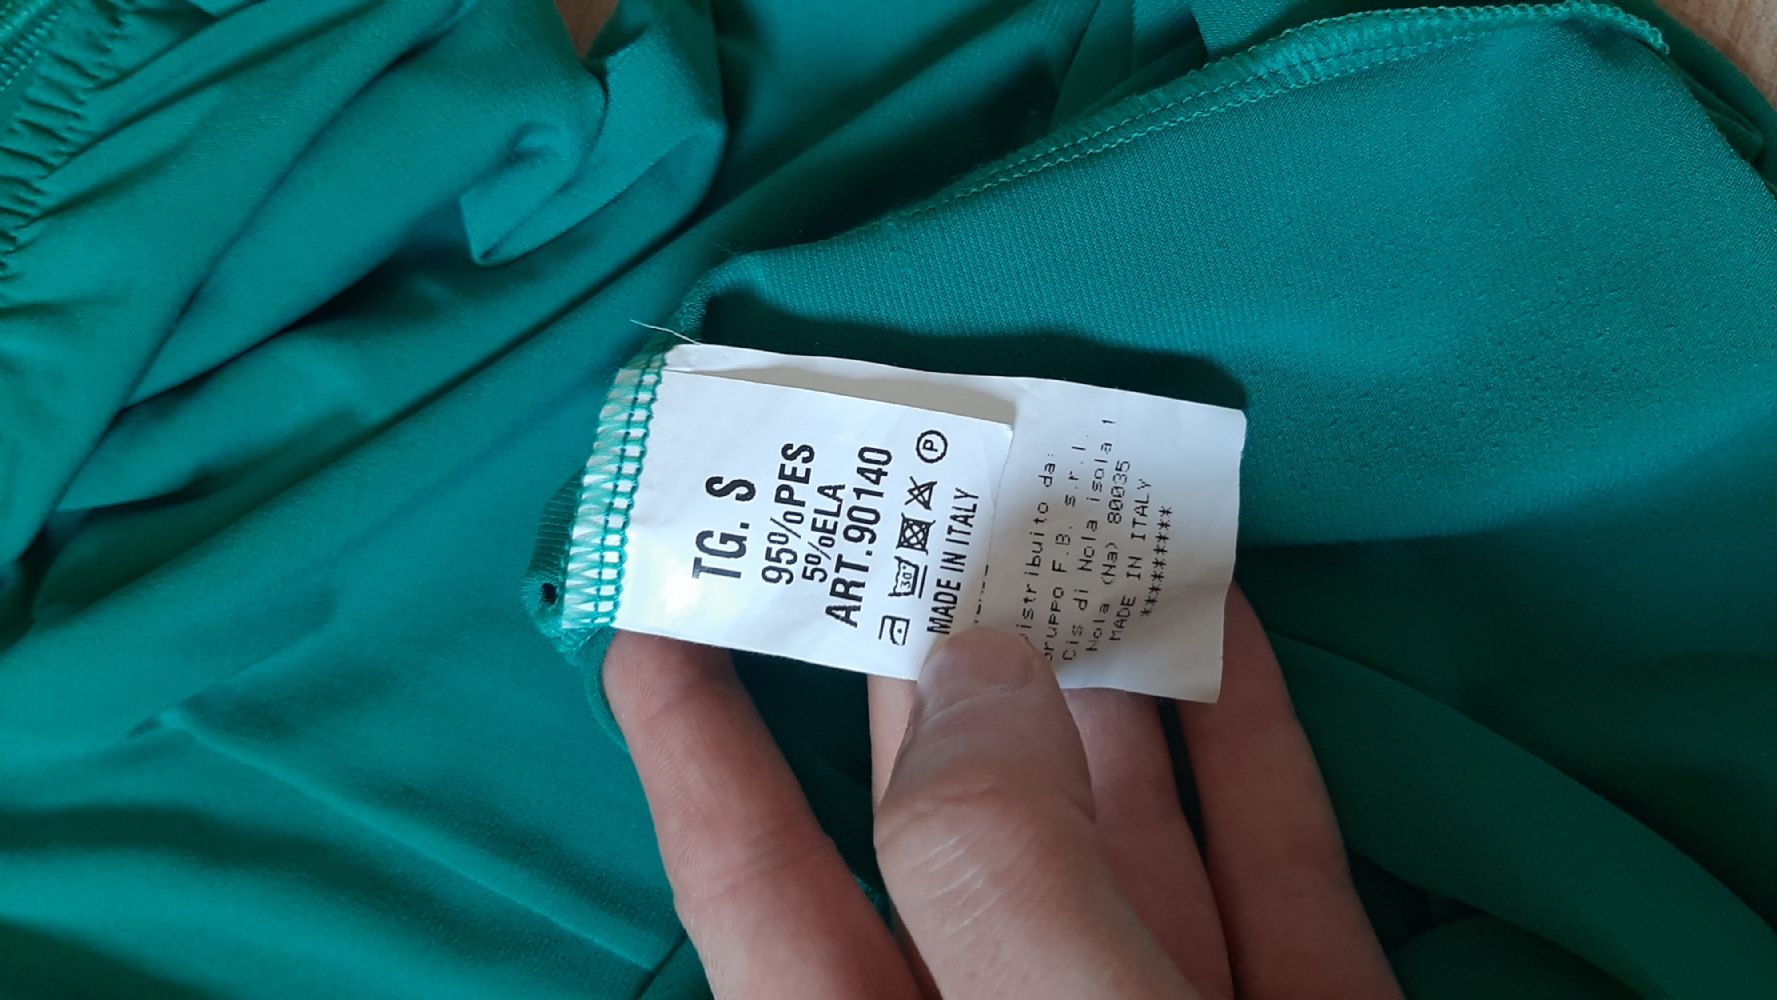 TG. S
95%PES
5%ELA
ART.90140
30°
P
MADE IN ITALY
istribuito da:
ruppo F.B. s.r.l.
Cis di Nola isola 1
Nola (Na) 80035
MADE IN ITALY
*********